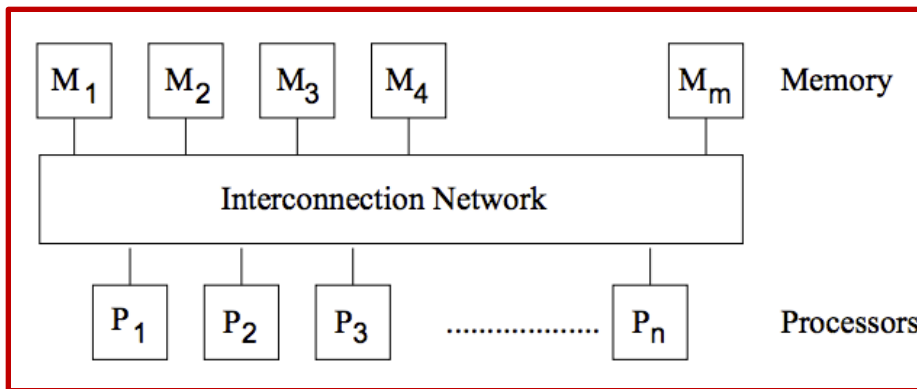 M1 M2 M3 M4 Mm Memory
Interconnection Network
P1 P2 P3 ................... Pn Processors